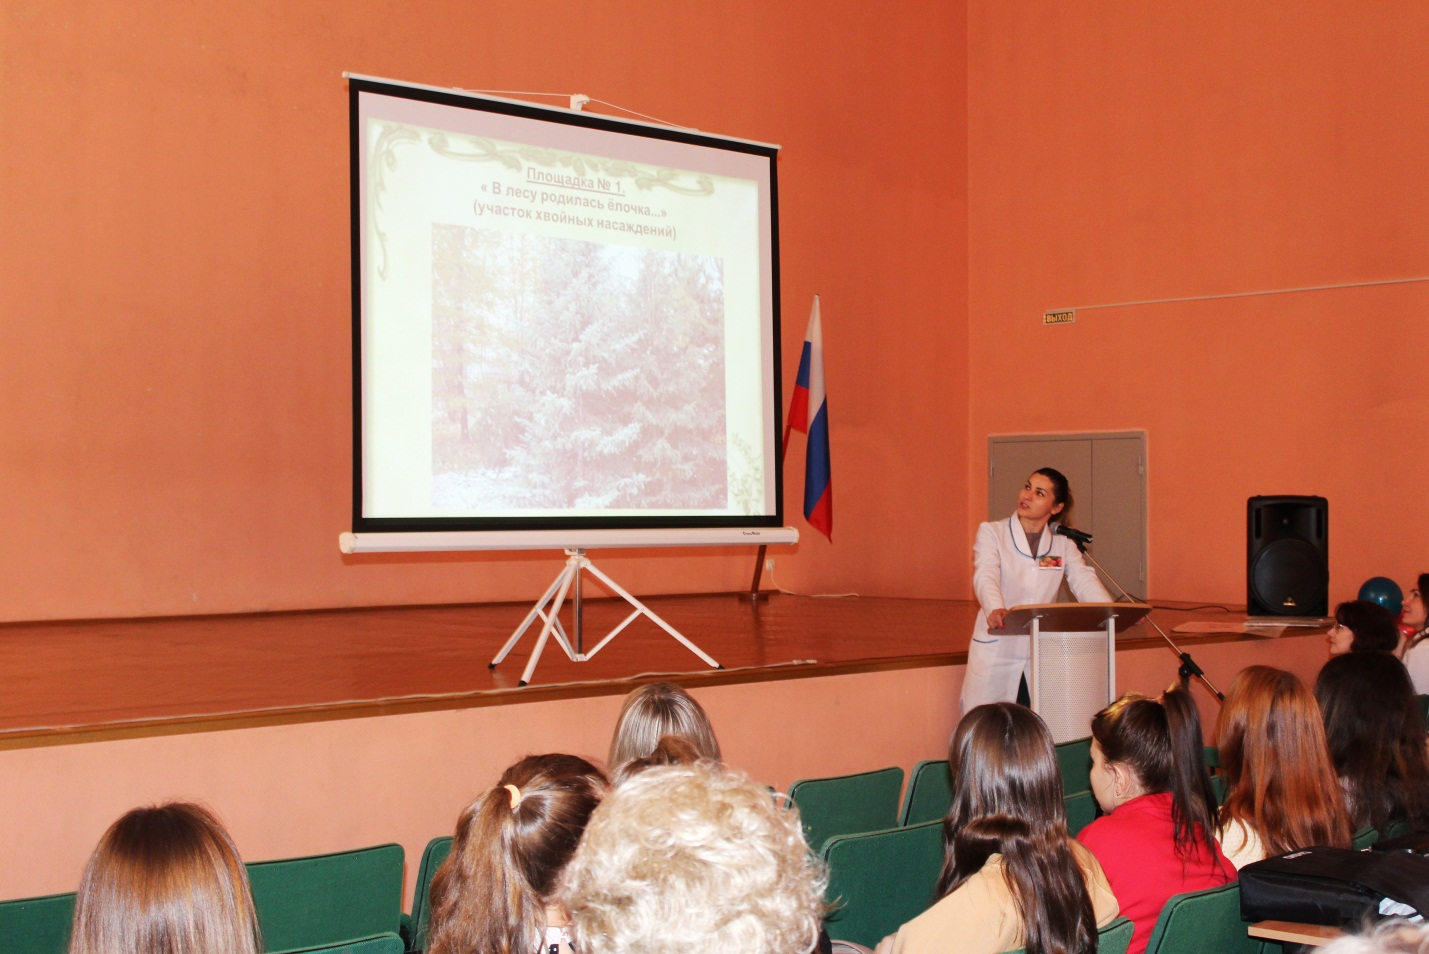 Площадка № 1.
« В лесу родилась ёлочка...»
(участок хвойных насаждений)
ВЫХОД